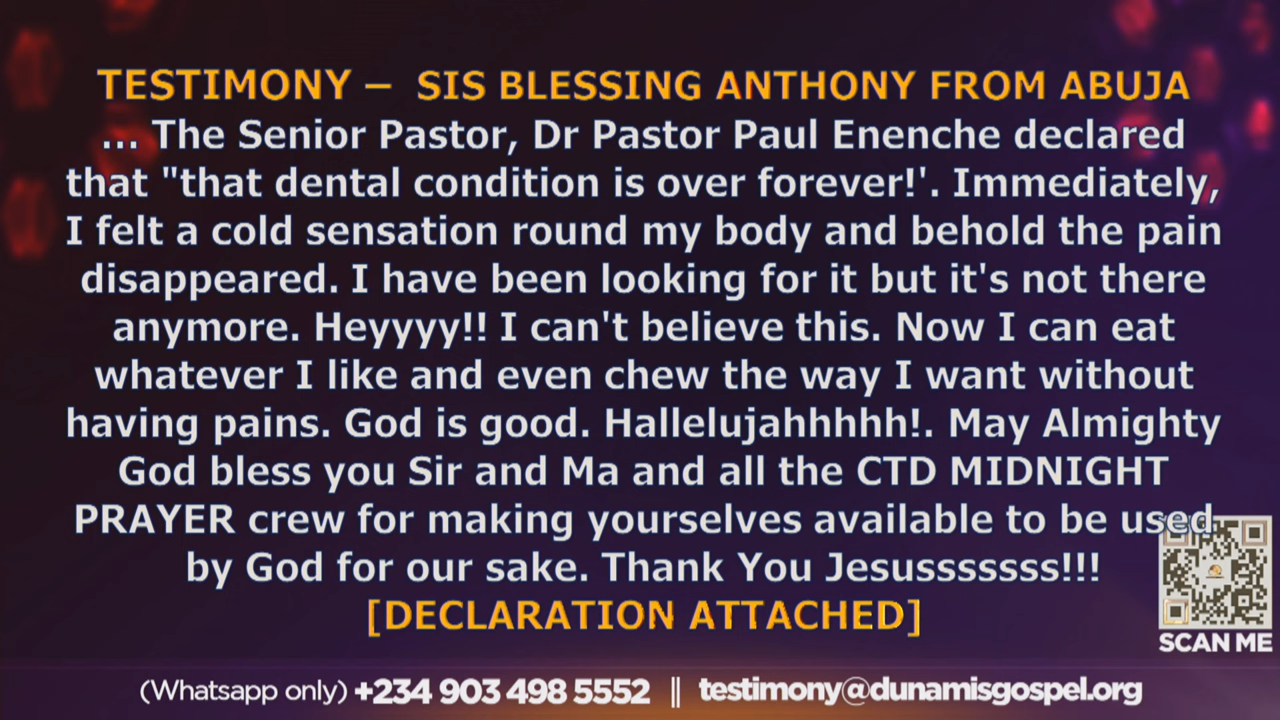 TESTIMONY – SIS BLESSING ANTHONY FROM ABUJA
... The Senior Pastor, Dr Pastor Paul Enenche declared
that "that dental condition is over forever!'. Immediately,
I felt a cold sensation round my body and behold the pain
disappeared. I have been looking for it but it's not there
anymore. Heyyyy!! I can't believe this. Now I can eat
whatever I like and even chew the way I want without
having pains. God is good. Hallelujahhhhh!. May Almighty
God bless you Sir and Ma and all the CTD MIDNIGHT
PRAYER crew for making yourselves available to be used
by God for our sake. Thank You Jesusssssss!!!
[DECLARATION ATTACHED]
SCAN ME
(Whatsapp only) +234 903 498 5552 || testimony@dunamisgospel.org